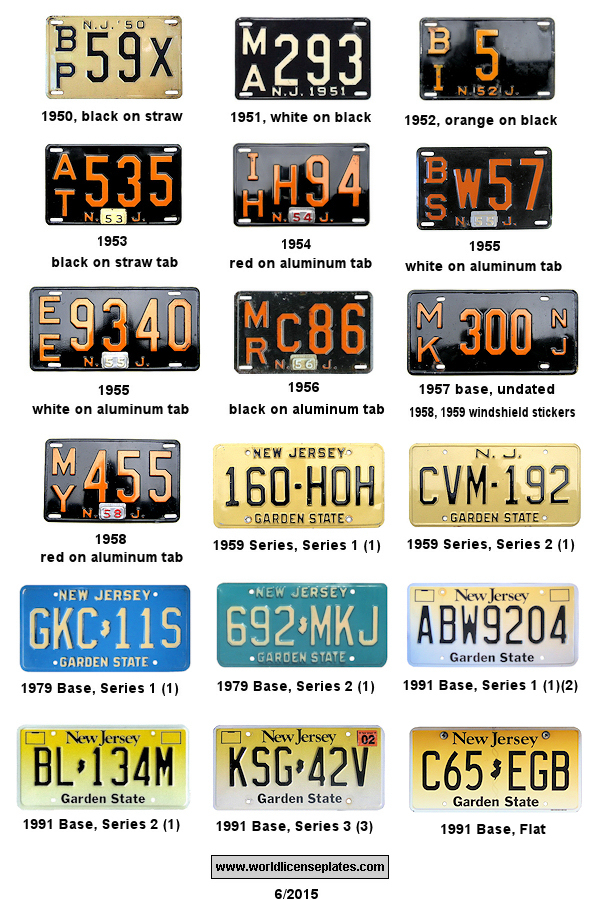 N.J. '50
BP 59X
1950, black on straw
MA 293
N.J. 1951
1951, white on black
BI 5
N. 52 J.
1952, orange on black
AT 535
N. 53 J.
1953
black on straw tab
IH H94
N. 54 J.
1954
red on aluminum tab
BS W57
N. 55 J.
1955
white on aluminum tab
EE 9340
N. 55 J.
1955
white on aluminum tab
MR C86
N. 56 J.
1956
black on aluminum tab
MK 300 NJ
1957 base, undated
1958, 1959 windshield stickers
MY 455
N. 58 J.
1958
red on aluminum tab
NEW JERSEY
160-HOH
GARDEN STATE
1959 Series, Series 1 (1)
N. J.
CVM-192
GARDEN STATE
1959 Series, Series 2 (1)
NEW JERSEY
GKC 11S
GARDEN STATE
1979 Base, Series 1 (1)
NEW JERSEY
692 MKJ
GARDEN STATE
1979 Base, Series 2 (1)
New Jersey
ABW9204
Garden State
1991 Base, Series 1 (1)(2)
New Jersey
BL 134M
Garden State
1991 Base, Series 2 (1)
New Jersey
02
KSG 42V
Garden State
1991 Base, Series 3 (3)
New Jersey
C65 EGB
Garden State
1991 Base, Flat
www.worldlicenseplates.com
6/2015